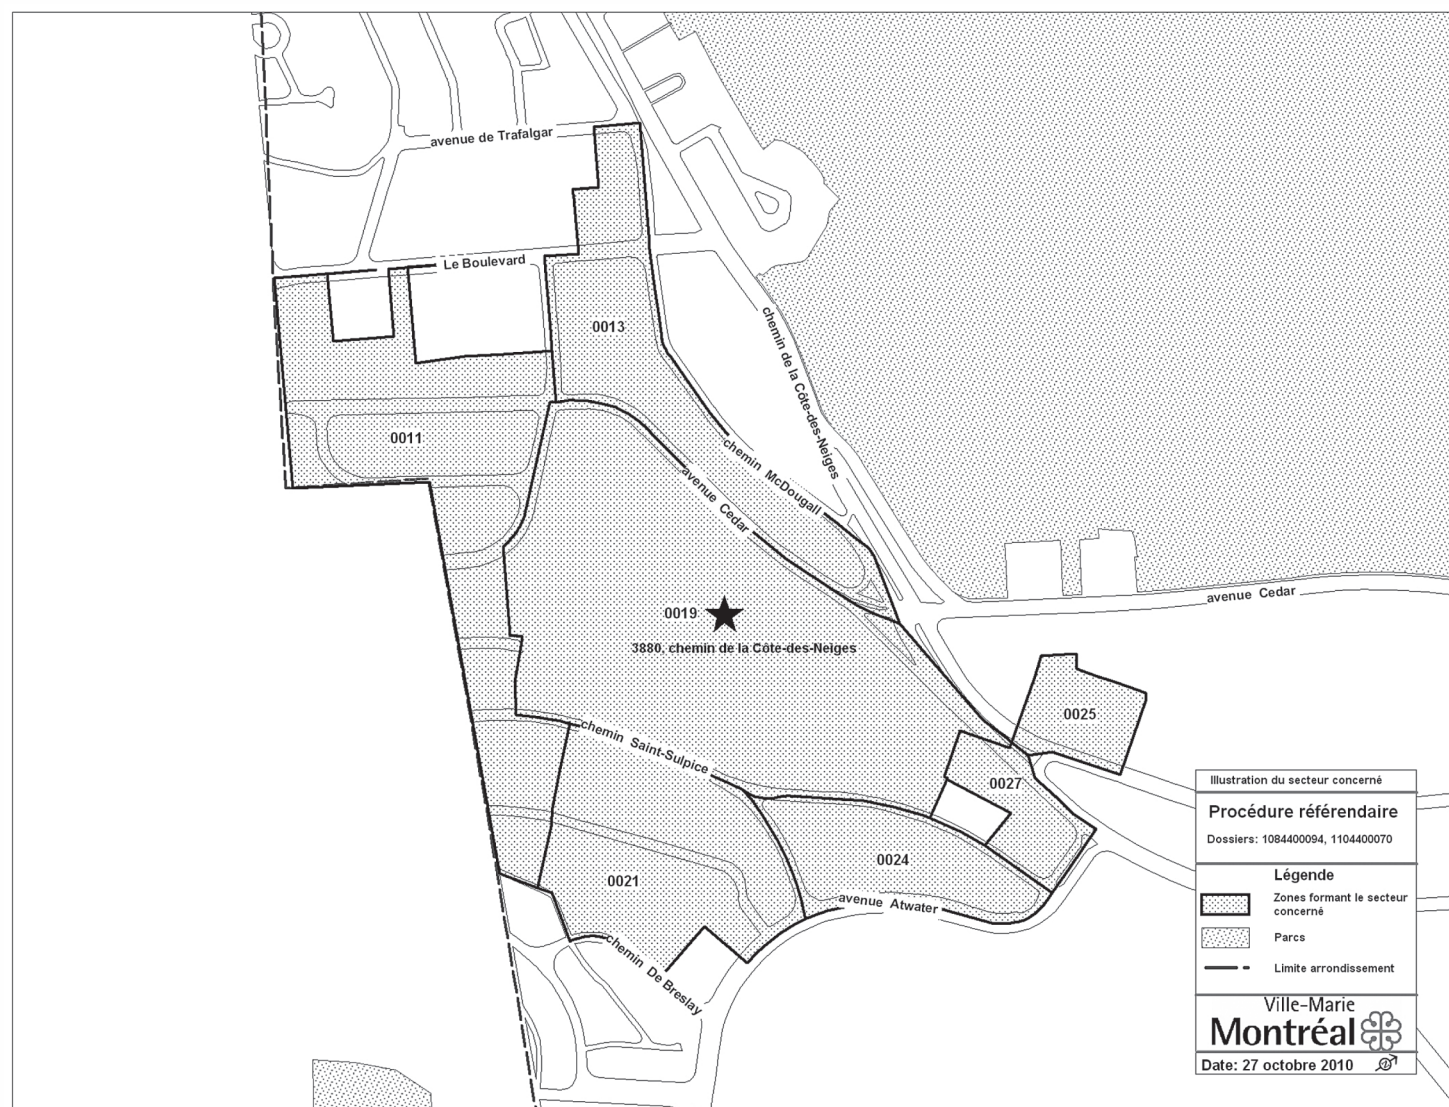 avenue de Trafalgar
Le Boulevard
0013
chemin de la Côte-des-Neiges
0011
chemin McDougall
avenue Cedar
avenue Cedar
0019
3880, chemin de la Côte-des-Neiges
0025
chemin Saint-Sulpice
0027
0024
0021
avenue Atwater
chemin De Breslay
Illustration du secteur concerné
Procédure référendaire
Dossiers: 1084400094, 1104400070
Légende
Zones formant le secteur
concerné
Parcs
Limite arrondissement
Ville-Marie
Montréal
Date: 27 octobre 2010